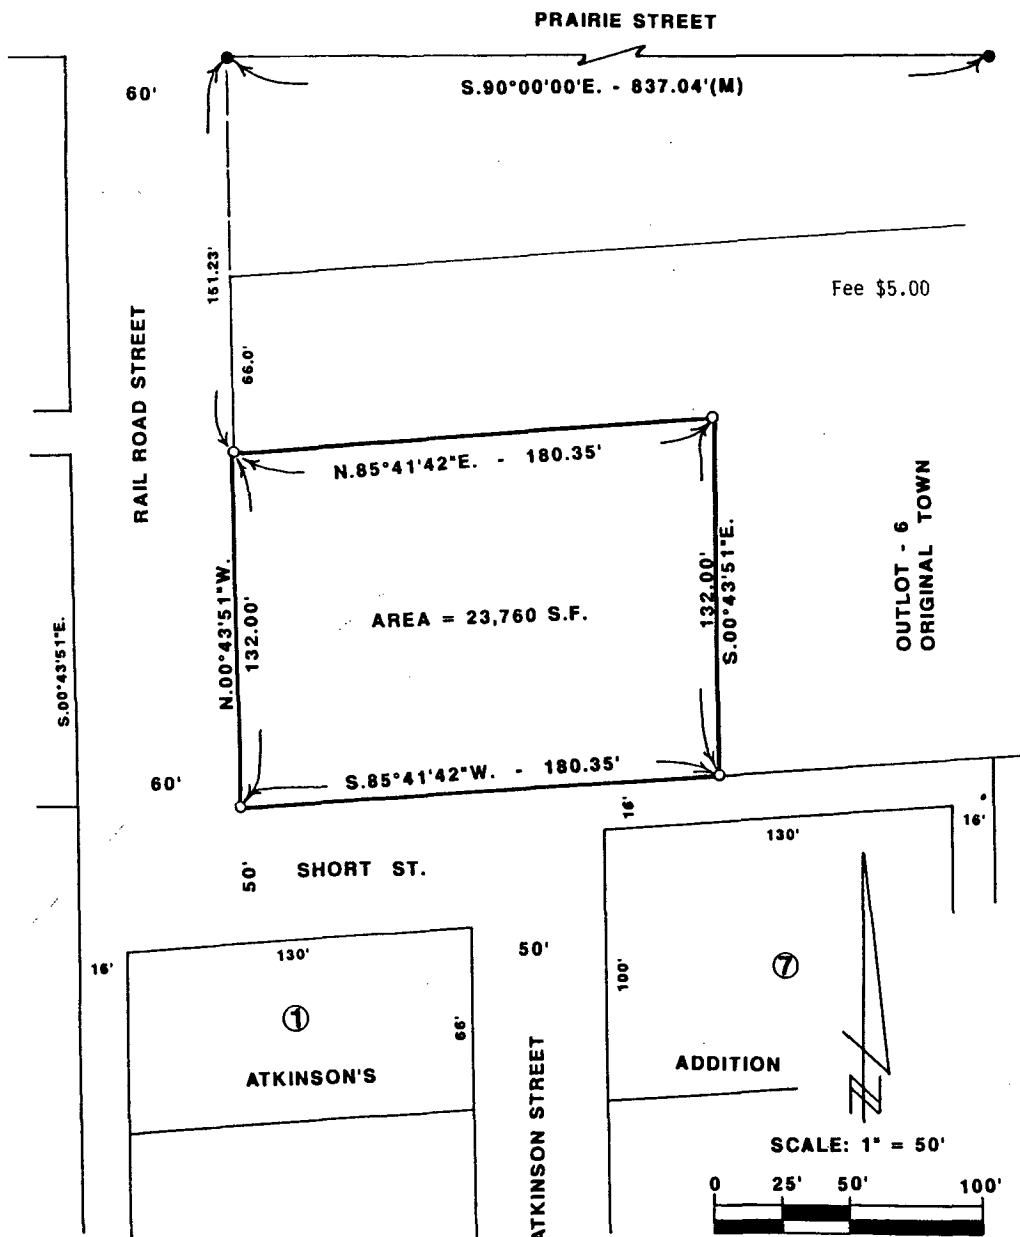 PRAIRIE STREET
60'
S.90°00'00'E. - 837.04'(M)
151.23'
Fee $5.00
RAIL ROAD STREET
66.0'
N.85°41'42"E. - 180.35'
OUTLOT - 6
ORIGINAL TOWN
N.00°43'51"W.
132.00'
AREA = 23,760 S.F.
132.00'
S.00°43'51"E.
S.00°43'51"E.
60'
S.85°41'42"W. - 180.35'
16'
130'
16'
50'
SHORT ST.
16'
130'
50'
100'
7
1
66'
ATKINSON'S
ATKINSON STREET
ADDITION
N
SCALE: 1" = 50'
0 25' 50' 100'